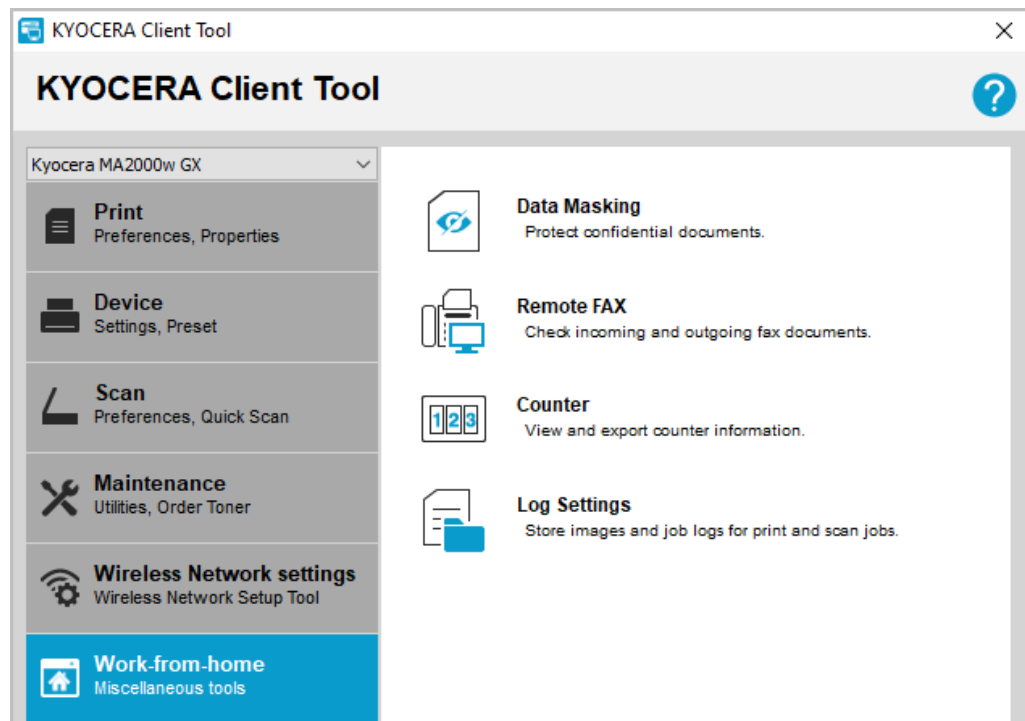 KYOCERA Client Tool
KYOCERA Client Tool
?
Kyocera MA2000w GX
Print
Preferences, Properties
Device
Settings, Preset
Scan
Preferences, Quick Scan
Maintenance
Utilities, Order Toner
Wireless Network settings
Wireless Network Setup Tool
Work-from-home
Miscellaneous tools
Data Masking
Protect confidential documents.
Remote FAX
Check incoming and outgoing fax documents.
123
Counter
View and export counter information.
Log Settings
Store images and job logs for print and scan jobs.